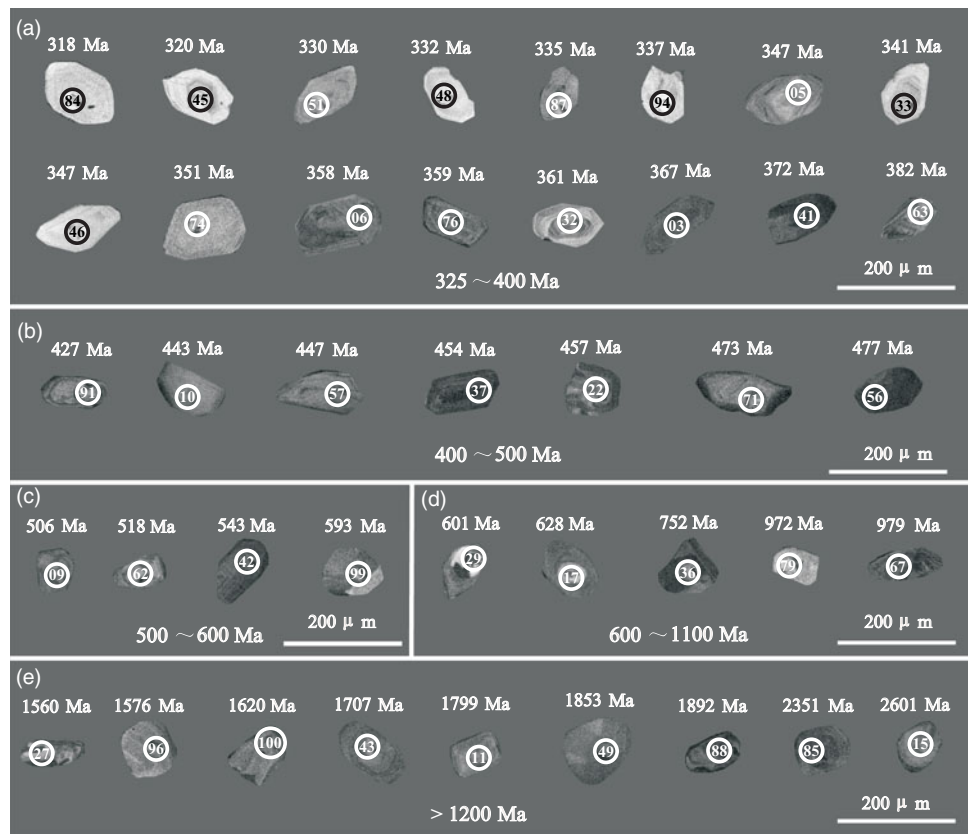 (a)
318 Ma 320 Ma 330 Ma 332 Ma 335 Ma 337 Ma 347 Ma 341 Ma
84 45 51 48 87 94 05 33
347 Ma 351 Ma 358 Ma 359 Ma 361 Ma 367 Ma 372 Ma 382 Ma
46 74 06 76 32 03 41 63
325 ~ 400 Ma
200 μ m
(b)
427 Ma 443 Ma 447 Ma 454 Ma 457 Ma 473 Ma 477 Ma
91 10 57 37 22 71 56
400 ~ 500 Ma
200 μ m
(c)
506 Ma 518 Ma 543 Ma 593 Ma
09 62 42 99
500 ~ 600 Ma
200 μ m
(d)
601 Ma 628 Ma 752 Ma 972 Ma 979 Ma
29 17 36 79 67
600 ~ 1100 Ma
200 μ m
(e)
1560 Ma 1576 Ma 1620 Ma 1707 Ma 1799 Ma 1853 Ma 1892 Ma 2351 Ma 2601 Ma
27 96 100 43 11 49 88 85 15
> 1200 Ma
200 μ m